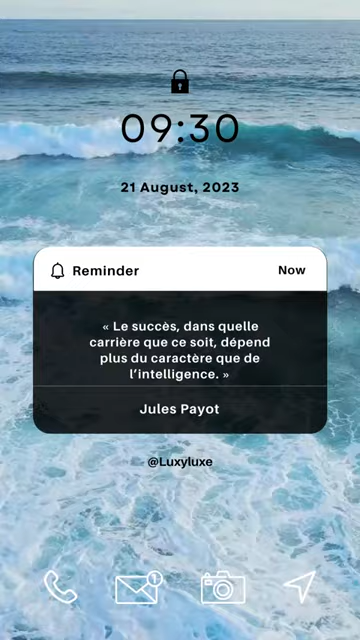 09:30
21 August, 2023
Reminder Now
« Le succès, dans quelle
carrière que ce soit, dépend
plus du caractère que de
l’intelligence. »
Jules Payot
@Luxyluxe
1